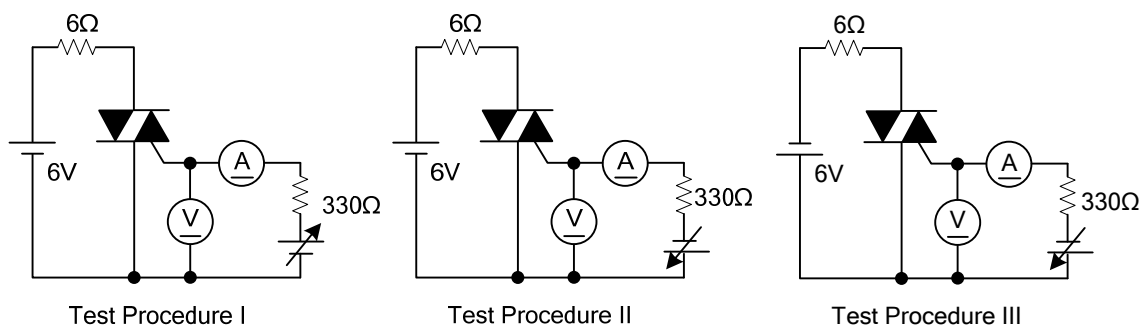 6Ω
6V
A
V
330Ω
Test Procedure I
6Ω
6V
A
V
330Ω
Test Procedure II
6Ω
6V
A
V
330Ω
Test Procedure III